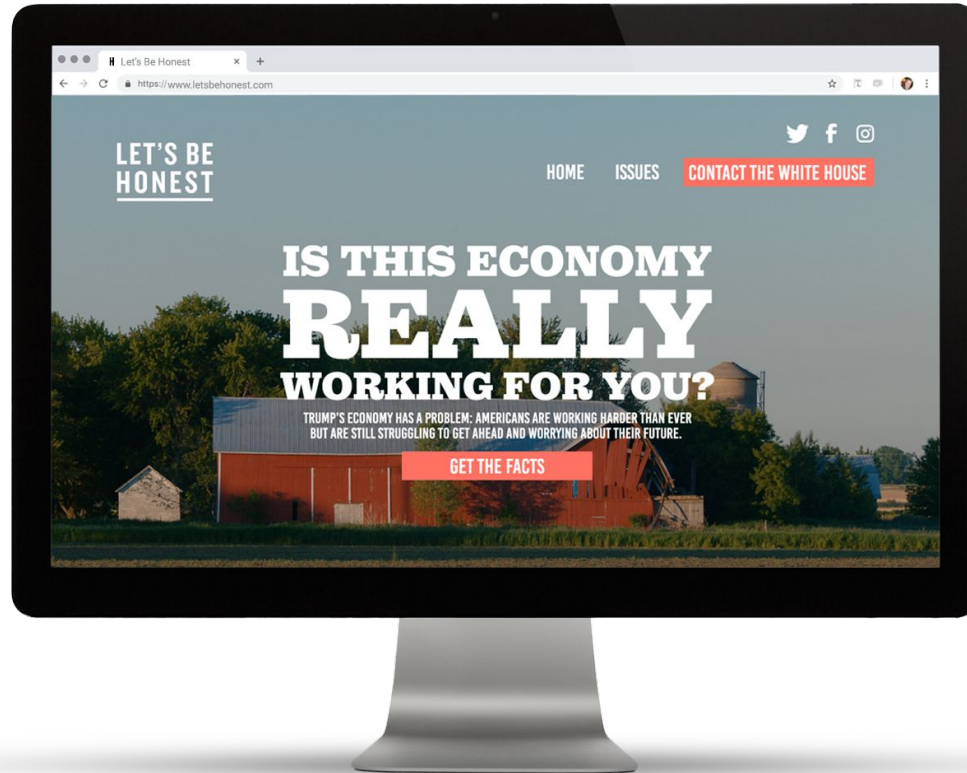 H Let's Be Honest × +
https://www.letsbehonest.com
LET'S BE
HONEST
HOME ISSUES CONTACT THE WHITE HOUSE
IS THIS ECONOMY
REALLY
WORKING FOR YOU?
TRUMP'S ECONOMY HAS A PROBLEM: AMERICANS ARE WORKING HARDER THAN EVER
BUT ARE STILL STRUGGLING TO GET AHEAD AND WORRYING ABOUT THEIR FUTURE.
GET THE FACTS